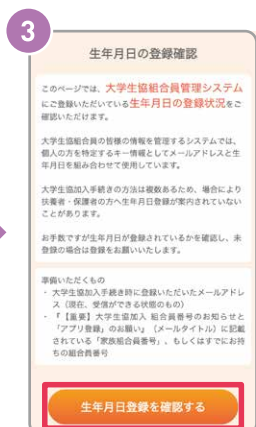 3
生年月日の登録確認
このページでは、大学生協組合員管理システム
にご登録いただいている生年月日の登録状況をご
確認いただけます。
大学生協組合員の皆様の情報を管理するシステムでは、
個人の方を特定するキー情報としてメールアドレスと生
年月日を組み合わせて使用しています。
大学生協加入手続きの方法は複数あるため、場合により
扶養者・保護者の方へ生年月日登録が案内されていない
ことがあります。
お手数ですが生年月日が登録されているかを確認し、未
登録の場合は登録をお願いいたします。
準備いただくもの
・ 大学生協加入手続き時に登録いただいたメールアドレ
ス（現在、受信ができる状態のもの）
・ 『【重要】大学生協加入 組合員番号のお知らせと
「アプリ登録」のお願い』（メールタイトル）に記載
されている「家族組合員番号」、もしくはすでにお持
ちの組合員番号
生年月日登録を確認する